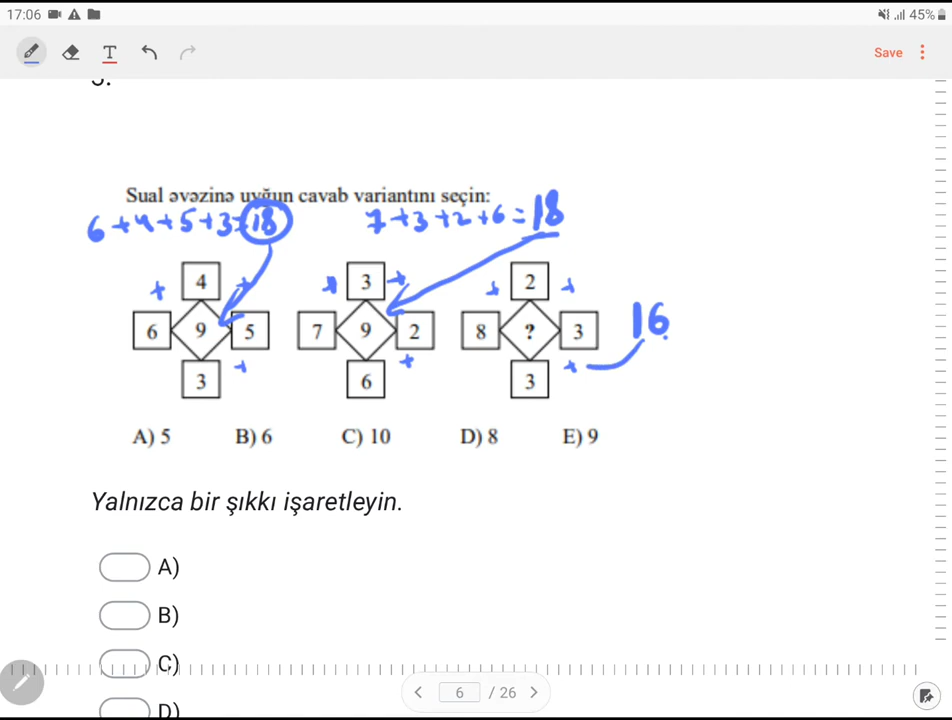 17:06 45%
T Save
Sual əvəzinə uyğun cavab variantını seçin:
6+4+5+3=18 7+3+2+6=18
+ 4 + + 3 + + 2 +
6 9 5 7 9 2 8 ? 3 16
3 + 6 + 3 +
A) 5 B) 6 C) 10 D) 8 E) 9
Yalnızca bir şıkkı işaretleyin.
A)
B)
C)
D)
6 / 26